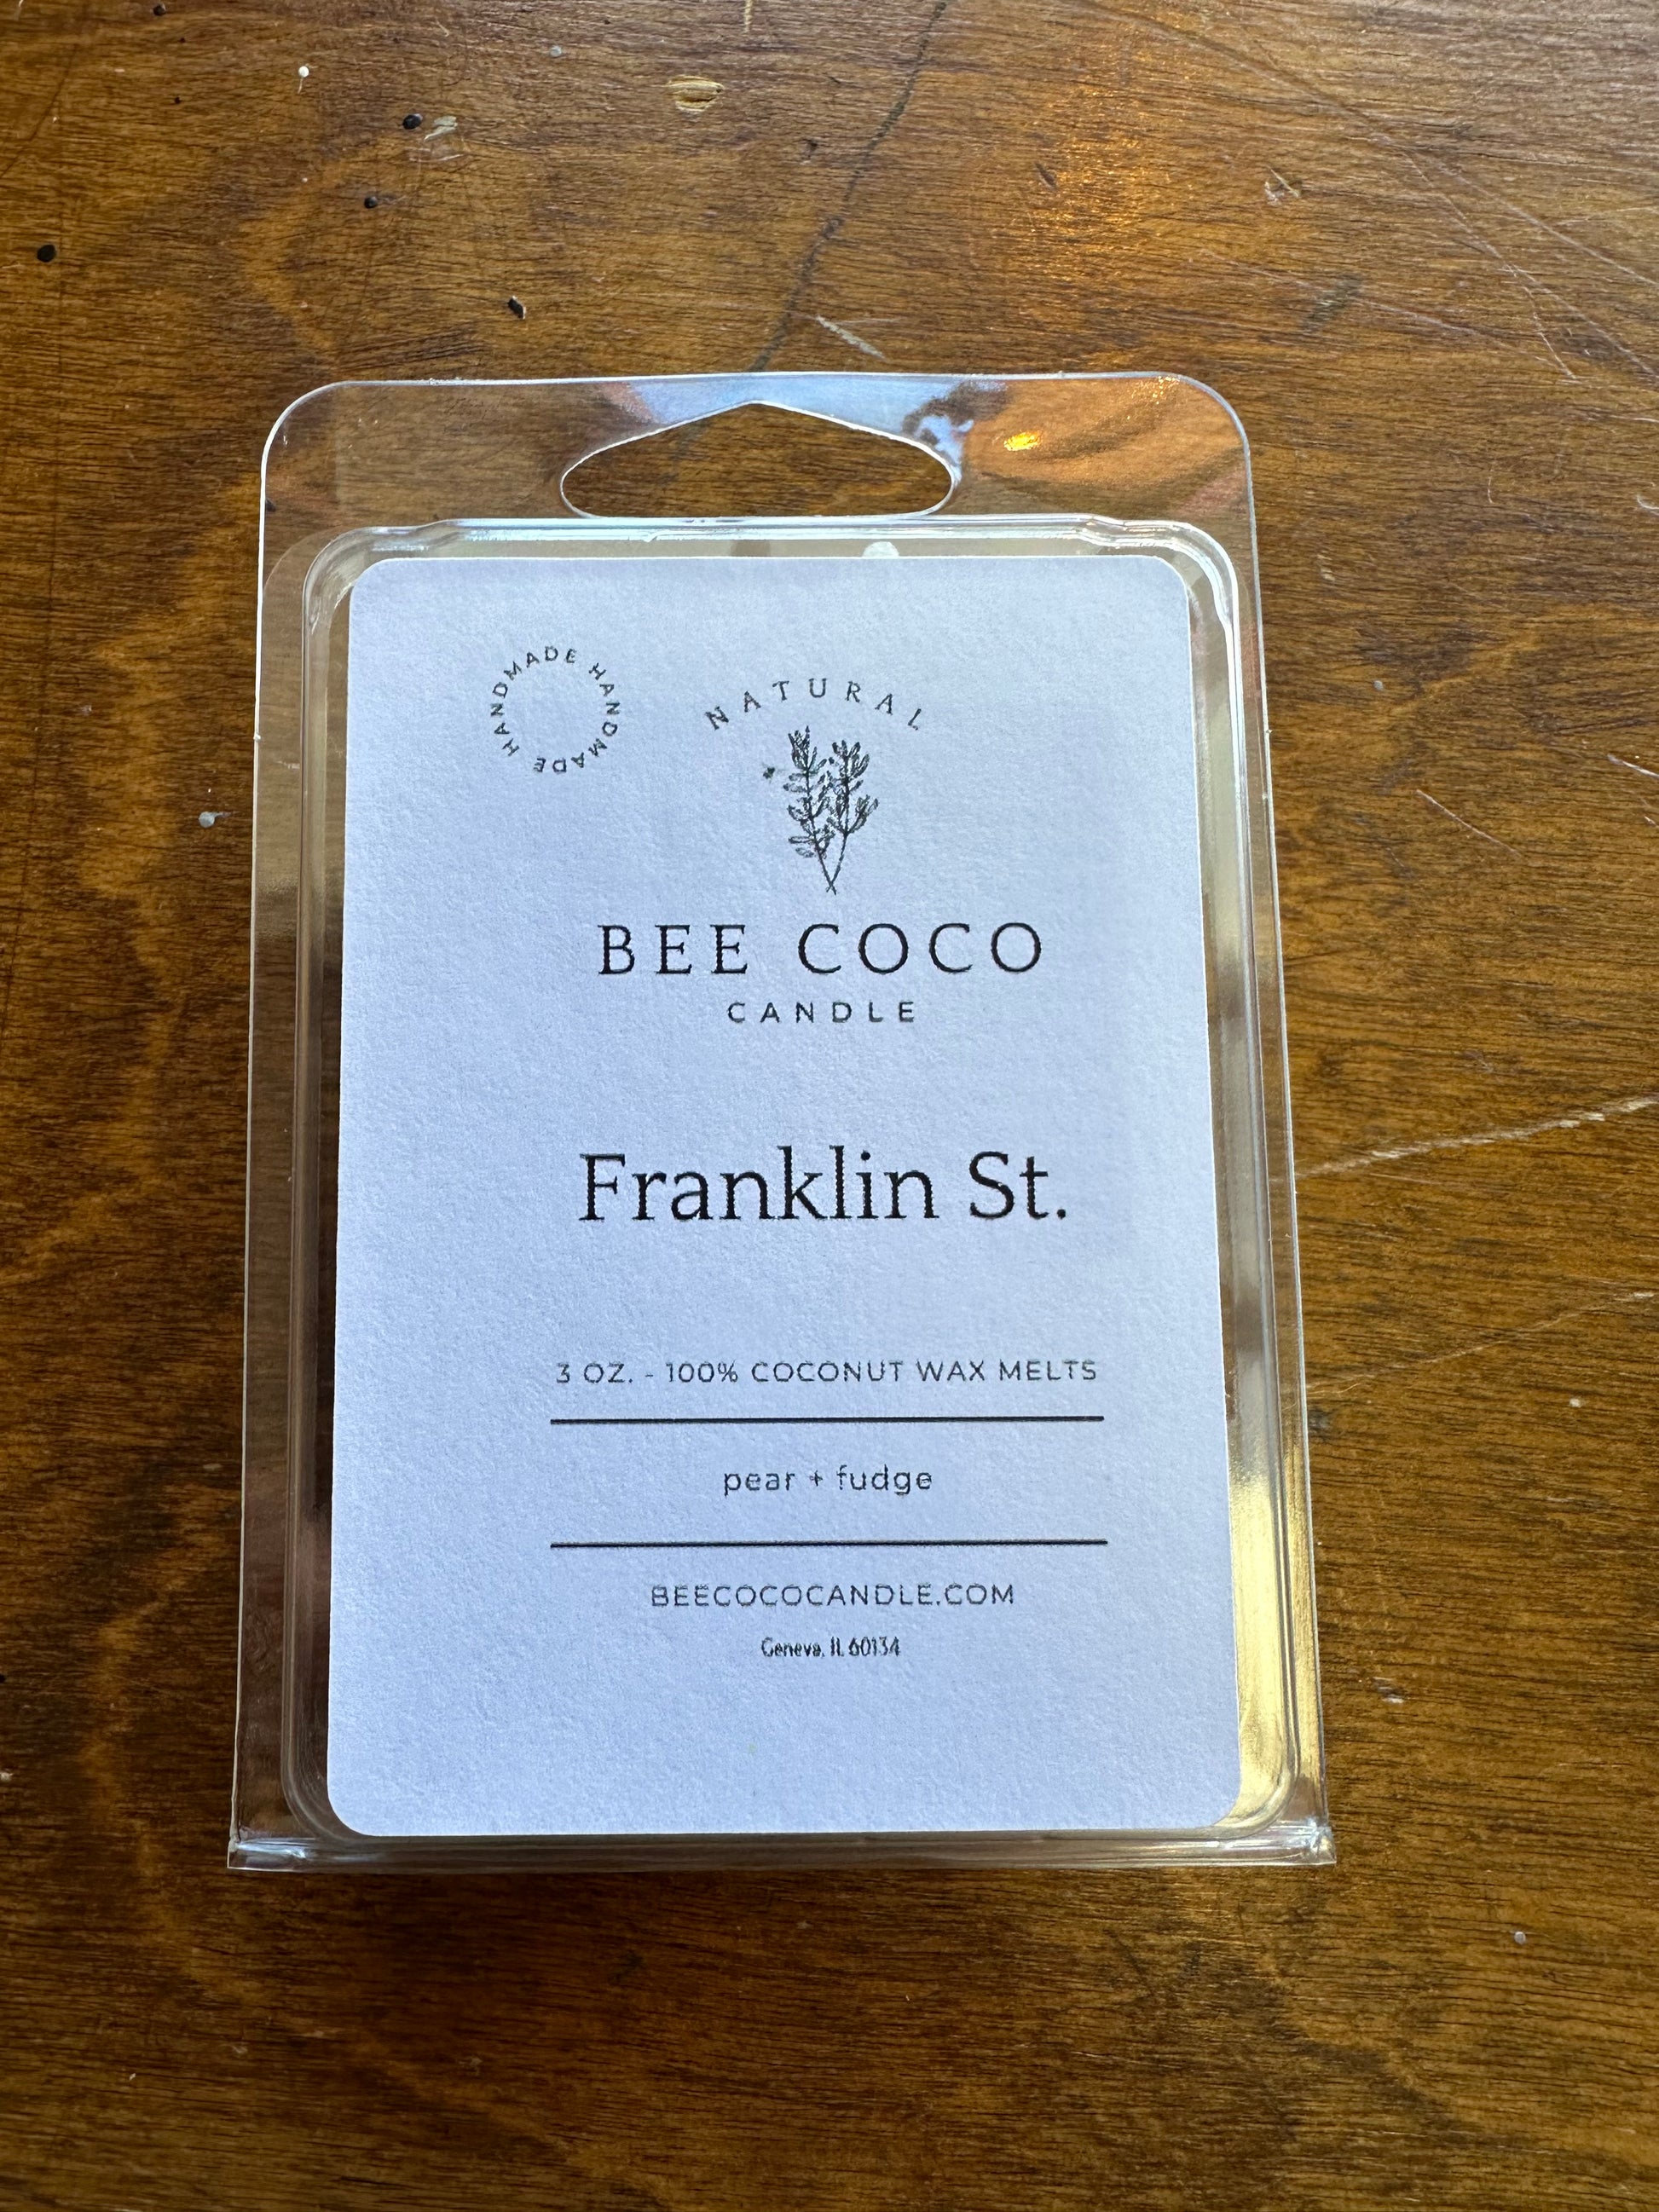 HANDMADE HANDMADE
NATURAL
BEE COCO
CANDLE
Franklin St.
3 OZ. - 100% COCONUT WAX MELTS
pear + fudge
BEECOCOCANDLE.COM
Geneva, IL 60134